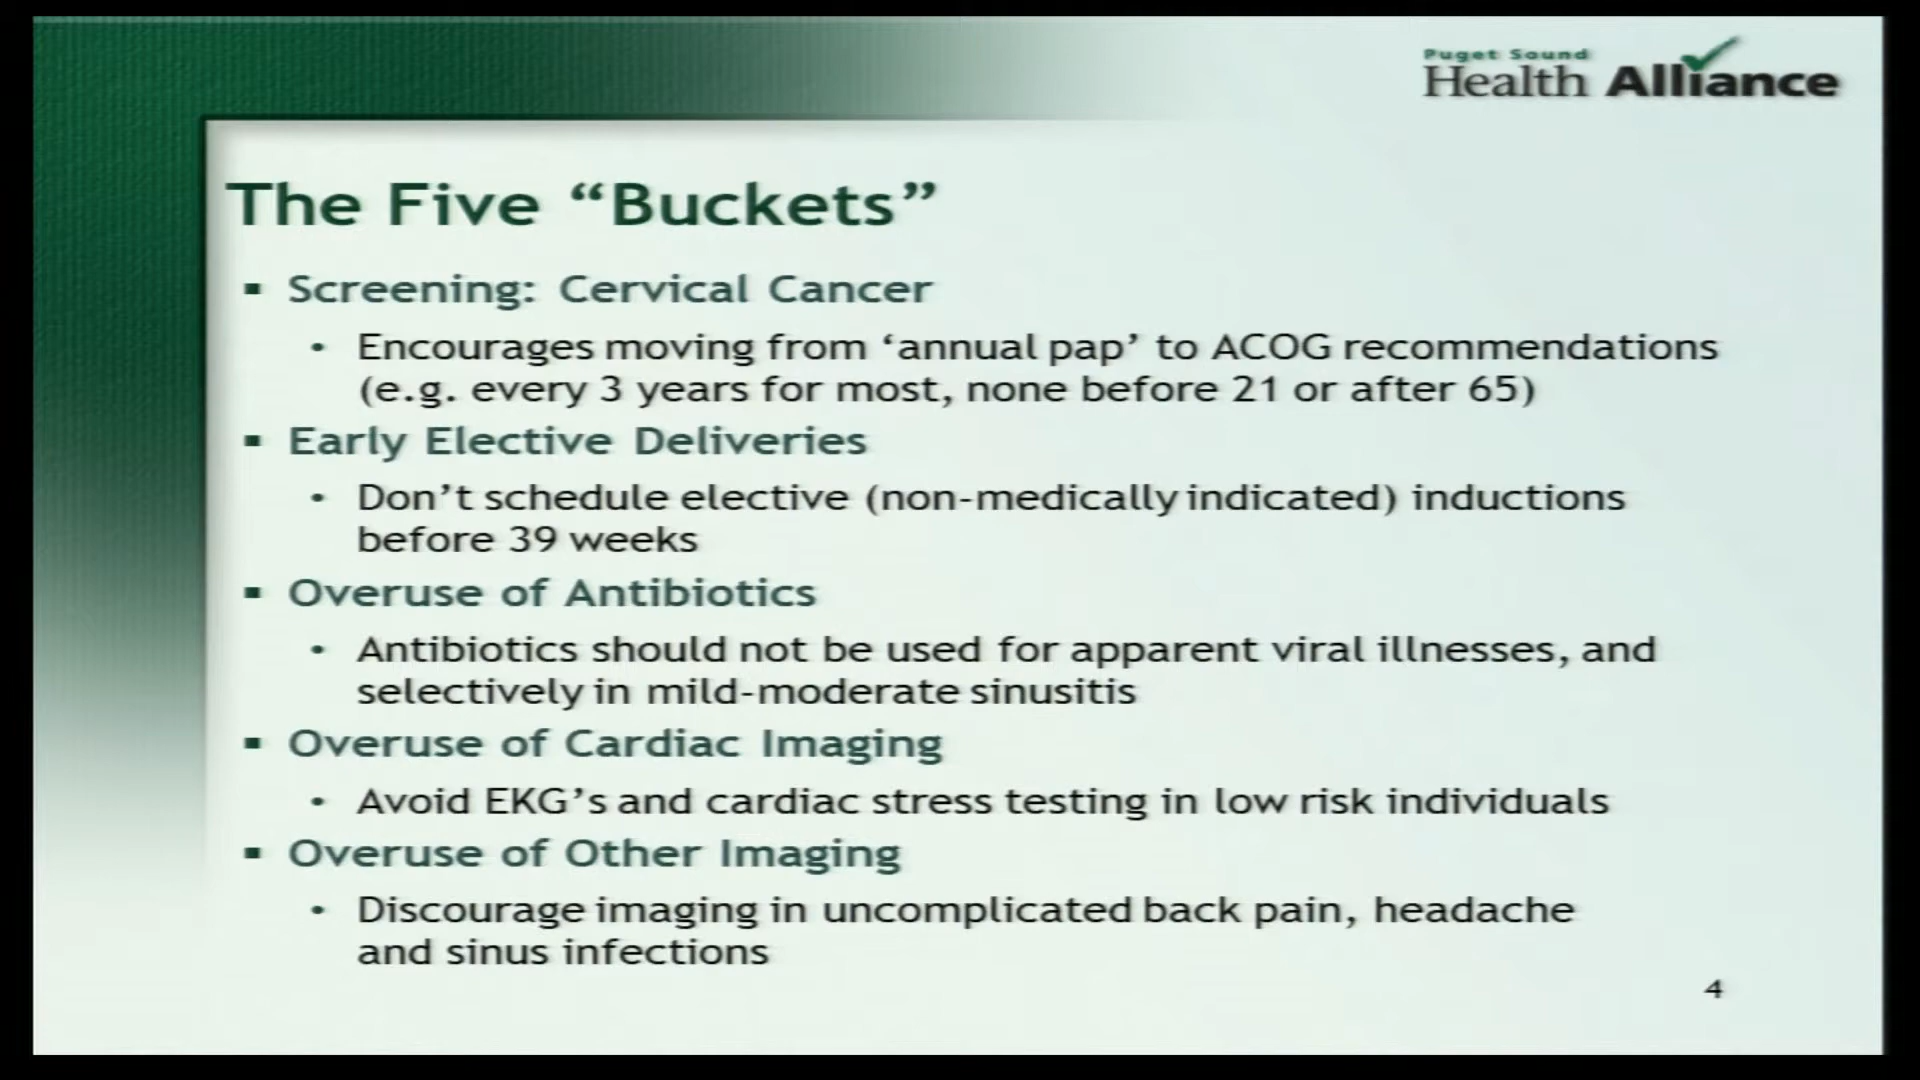 Puget Sound
Health Alliance
The Five “Buckets”
▪ Screening: Cervical Cancer
• Encourages moving from ‘annual pap’ to ACOG recommendations
(e.g. every 3 years for most, none before 21 or after 65)
▪ Early Elective Deliveries
• Don’t schedule elective (non-medically indicated) inductions
before 39 weeks
▪ Overuse of Antibiotics
• Antibiotics should not be used for apparent viral illnesses, and
selectively in mild-moderate sinusitis
▪ Overuse of Cardiac Imaging
• Avoid EKG’s and cardiac stress testing in low risk individuals
▪ Overuse of Other Imaging
• Discourage imaging in uncomplicated back pain, headache
and sinus infections
4